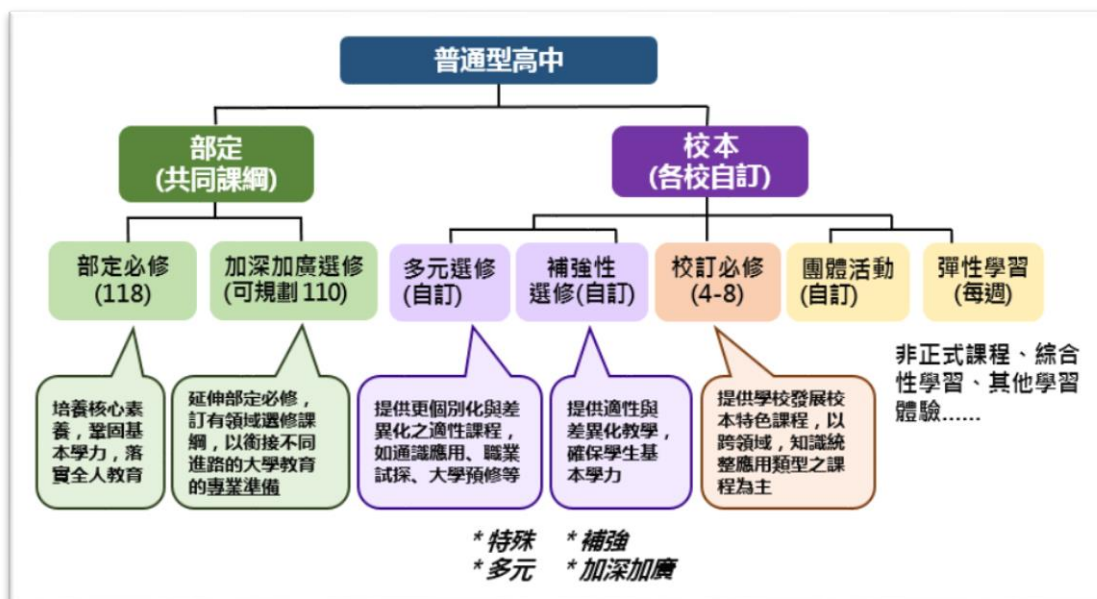 普通型高中
部定
(共同課綱)
校本
(各校自訂)
部定必修
(118)
加深加廣選修
(可規劃 110)
多元選修
(自訂)
補強性
選修(自訂)
校訂必修
(4-8)
團體活動
(自訂)
彈性學習
(每週)
培養核心素
養，鞏固基
本學力，落
實全人教育
延伸部定必修，
訂有領域選修課
綱，以銜接不同
進路的大學教育
的專業準備
提供更個別化與差
異化之適性課程，
如通識應用、職業
試探、大學預修等
提供適性與
差異化教學，
確保學生基
本學力
提供學校發展校
本特色課程，以
跨領域，知識統
整應用類型之課
程為主
非正式課程、綜合
性學習、其他學習
體驗......
*特殊 *補強
*多元 *加深加廣